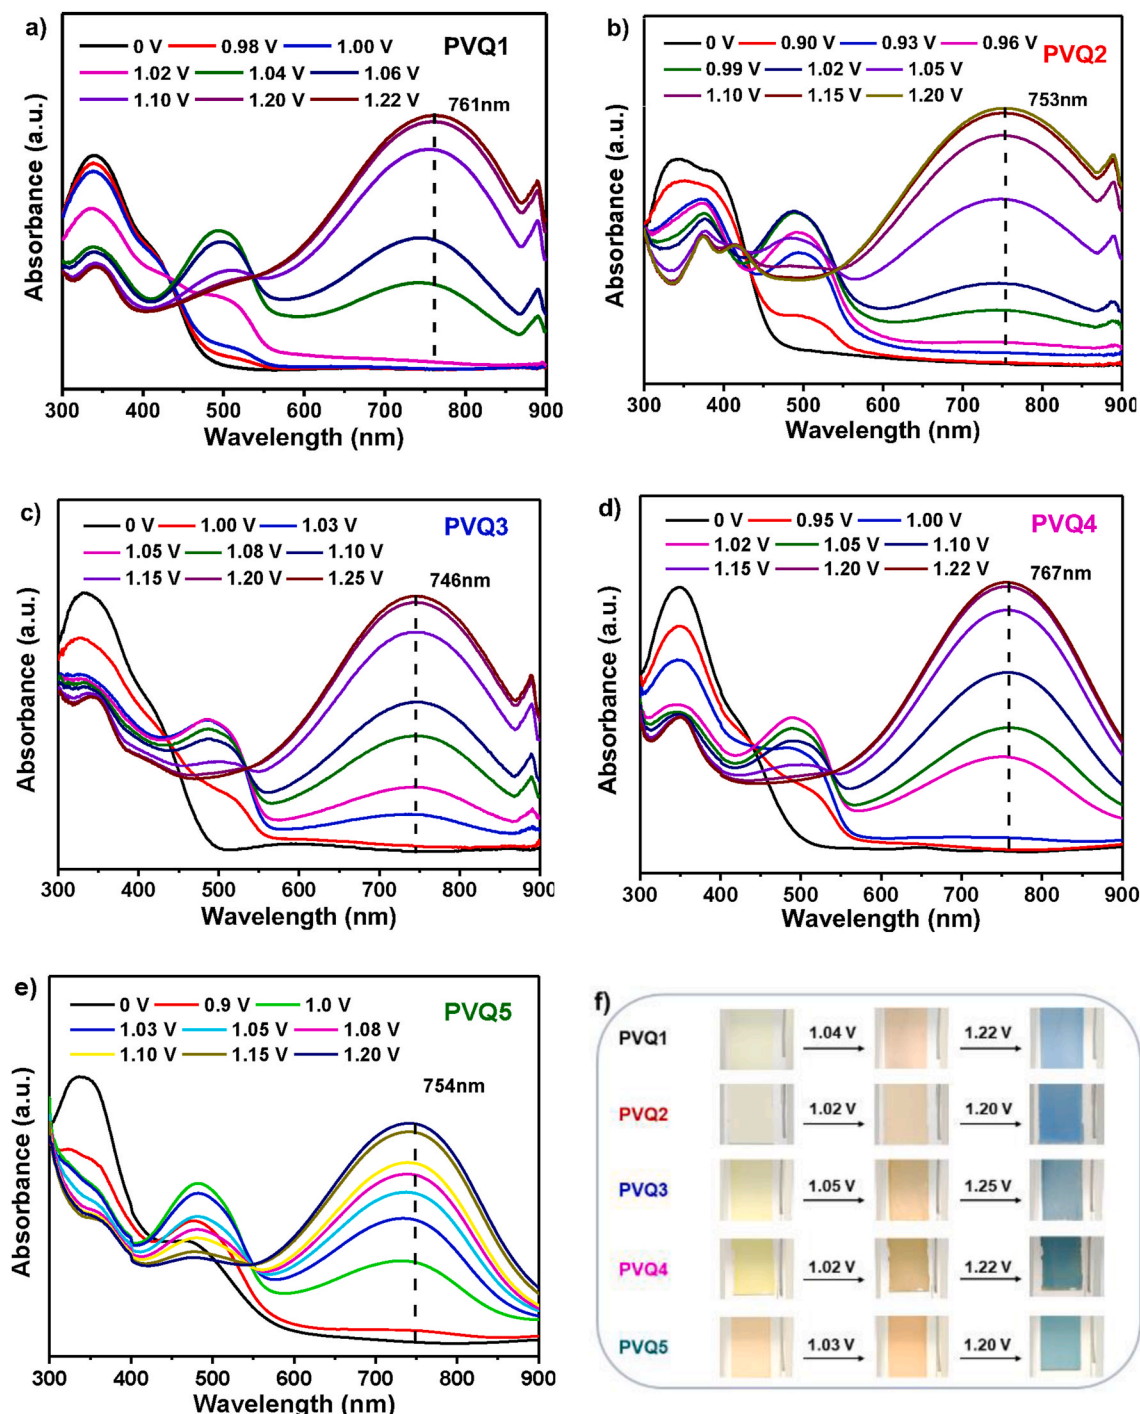 a)
0 V 0.98 V 1.00 V
1.02 V 1.04 V 1.06 V
1.10 V 1.20 V 1.22 V
PVQ1
761nm
Absorbance (a.u.)
300 400 500 600 700 800 900
Wavelength (nm)
b)
0 V 0.90 V 0.93 V 0.96 V
0.99 V 1.02 V 1.05 V
1.10 V 1.15 V 1.20 V
PVQ2
753nm
Absorbance (a.u.)
300 400 500 600 700 800 900
Wavelength (nm)
c)
0 V 1.00 V 1.03 V
1.05 V 1.08 V 1.10 V
1.15 V 1.20 V 1.25 V
PVQ3
746nm
Absorbance (a.u.)
300 400 500 600 700 800 900
Wavelength (nm)
d)
0 V 0.95 V 1.00 V
1.02 V 1.05 V 1.10 V
1.15 V 1.20 V 1.22 V
PVQ4
767nm
Absorbance (a.u.)
300 400 500 600 700 800 900
Wavelength (nm)
e)
0 V 0.9 V 1.0 V
1.03 V 1.05 V 1.08 V
1.10 V 1.15 V 1.20 V
PVQ5
754nm
Absorbance (a.u.)
300 400 500 600 700 800 900
Wavelength (nm)
f)
PVQ1 1.04 V 1.22 V
PVQ2 1.02 V 1.20 V
PVQ3 1.05 V 1.25 V
PVQ4 1.02 V 1.22 V
PVQ5 1.03 V 1.20 V